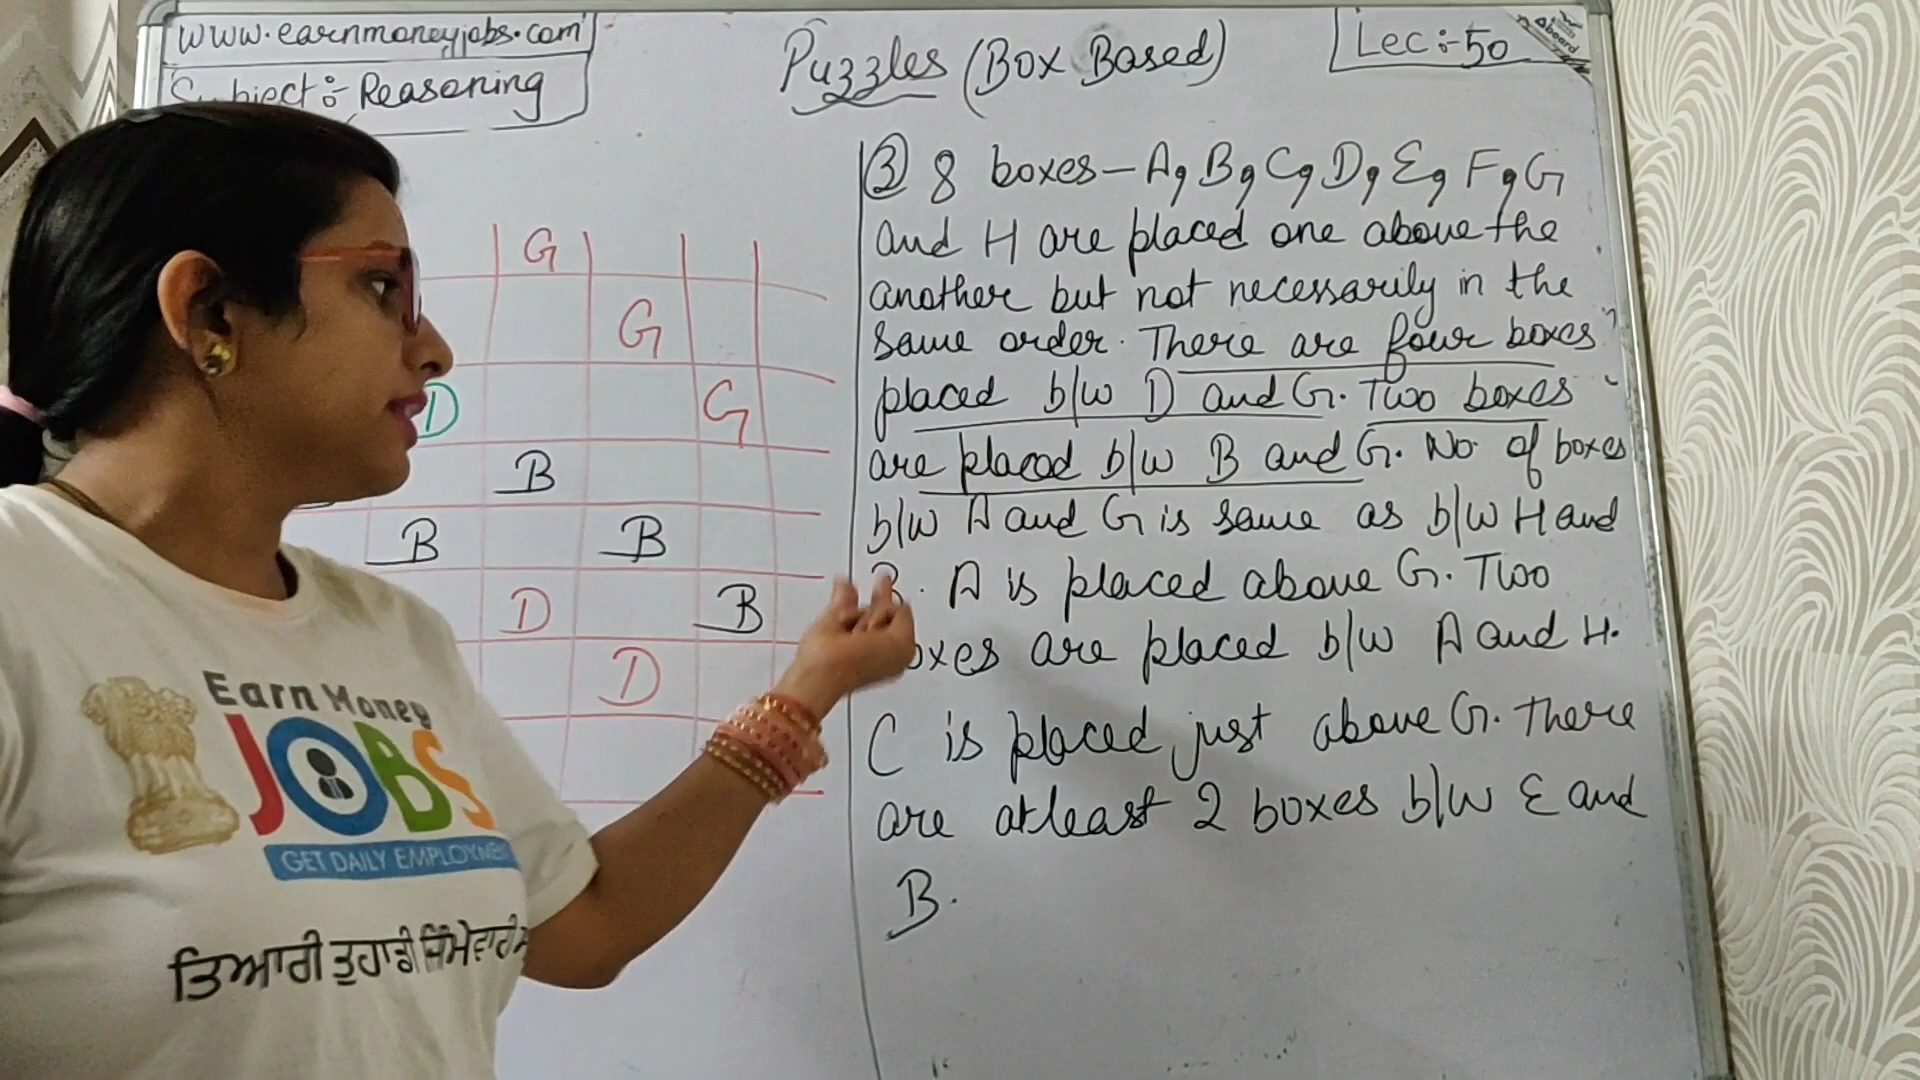 www.earnmoneyjobs.com
Subject :- Reasoning
Puzzles (Box Based)
Lec :- 50
③ 8 boxes - A, B, C, D, E, F, G
and H are placed one above the
another but not necessarily in the
same order. There are four boxes
placed b/w D and G. Two boxes
are placed b/w B and G. No. of boxes
b/w A and G is same as b/w H and
B. A is placed above G. Two
boxes are placed b/w A and H.
C is placed just above G. There
are atleast 2 boxes b/w E and
B.
G
G
D G
B
B B
D B
D
Earn Money
JOBS
GET DAILY EMPLOYMENT
ਤਿਆਰੀ ਤੁਹਾਡੀ